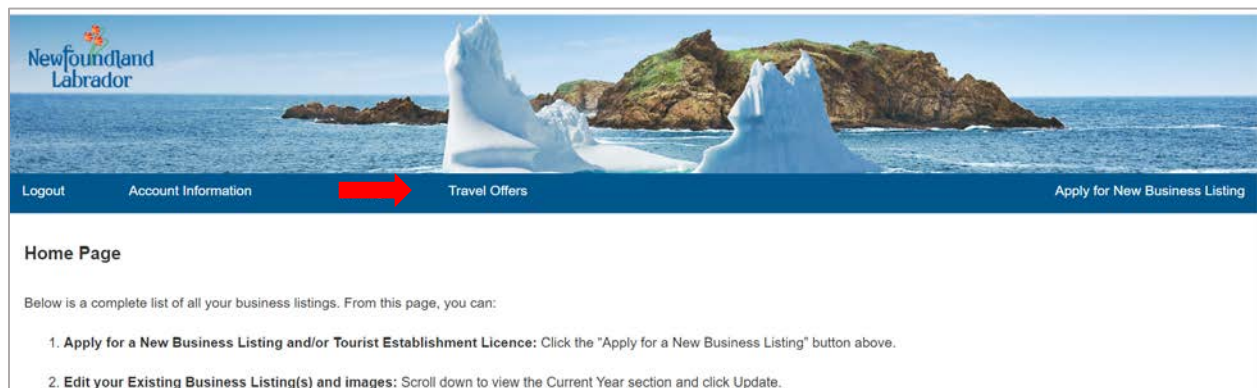 Newfoundland
Labrador
Logout Account Information Travel Offers Apply for New Business Listing
Home Page
Below is a complete list of all your business listings. From this page, you can:
1. Apply for a New Business Listing and/or Tourist Establishment Licence: Click the "Apply for a New Business Listing" button above.
2. Edit your Existing Business Listing(s) and images: Scroll down to view the Current Year section and click Update.